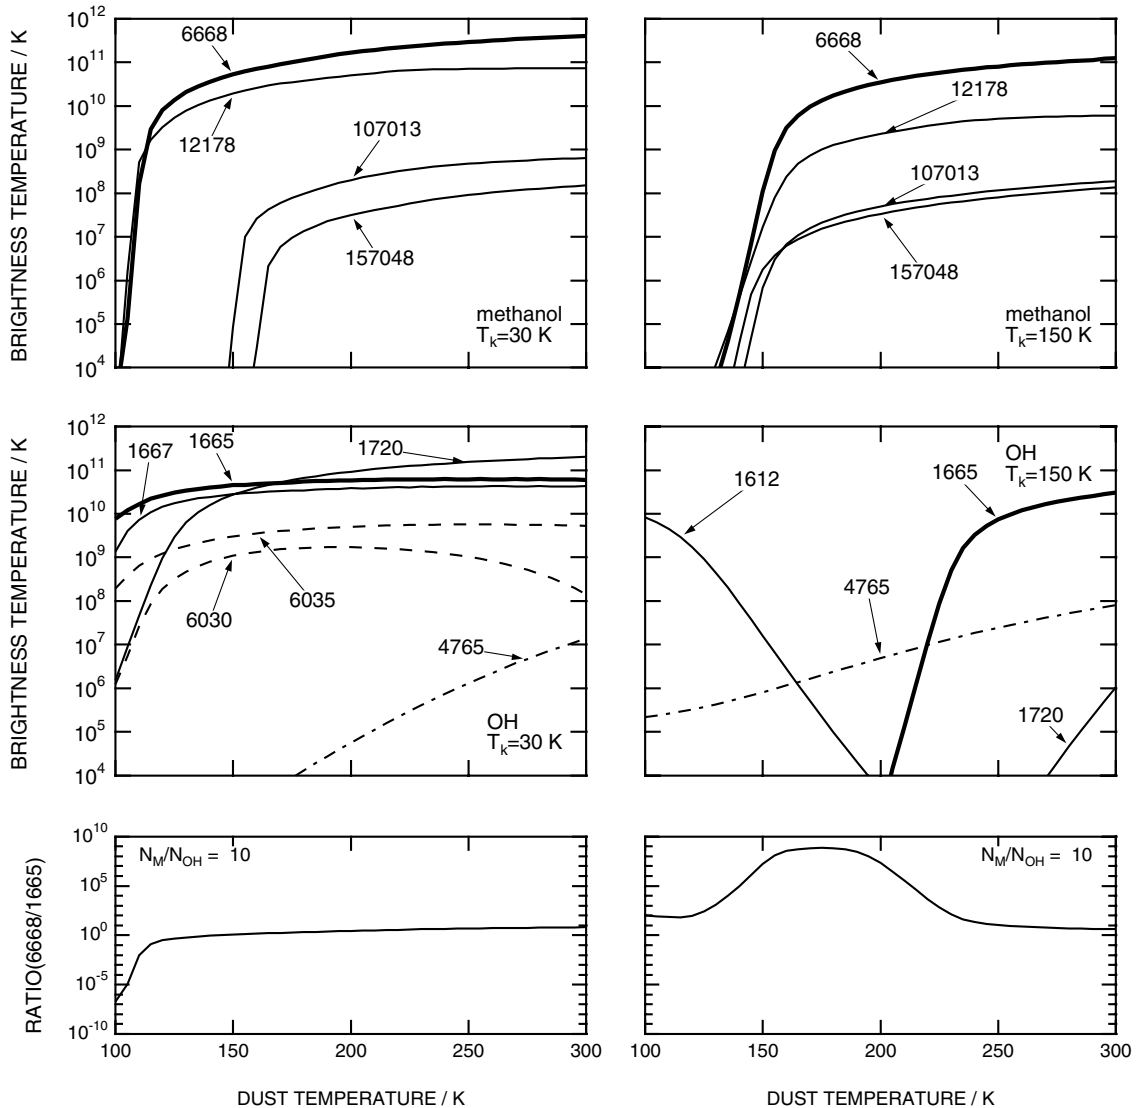 BRIGHTNESS TEMPERATURE / K
10^12
10^11
10^10
10^9
10^8
10^7
10^6
10^5
10^4
6668
12178
107013
157048
methanol
T_k=30 K
6668
12178
107013
157048
methanol
T_k=150 K
BRIGHTNESS TEMPERATURE / K
10^12
10^11
10^10
10^9
10^8
10^7
10^6
10^5
10^4
1667
1665
1720
6030
6035
4765
OH
T_k=30 K
1612
1665
OH
T_k=150 K
4765
1720
RATIO(6668/1665)
10^10
10^5
10^0
10^-5
10^-10
N_M/N_OH = 10
N_M/N_OH = 10
100 150 200 250 300
100 150 200 250 300
DUST TEMPERATURE / K
DUST TEMPERATURE / K